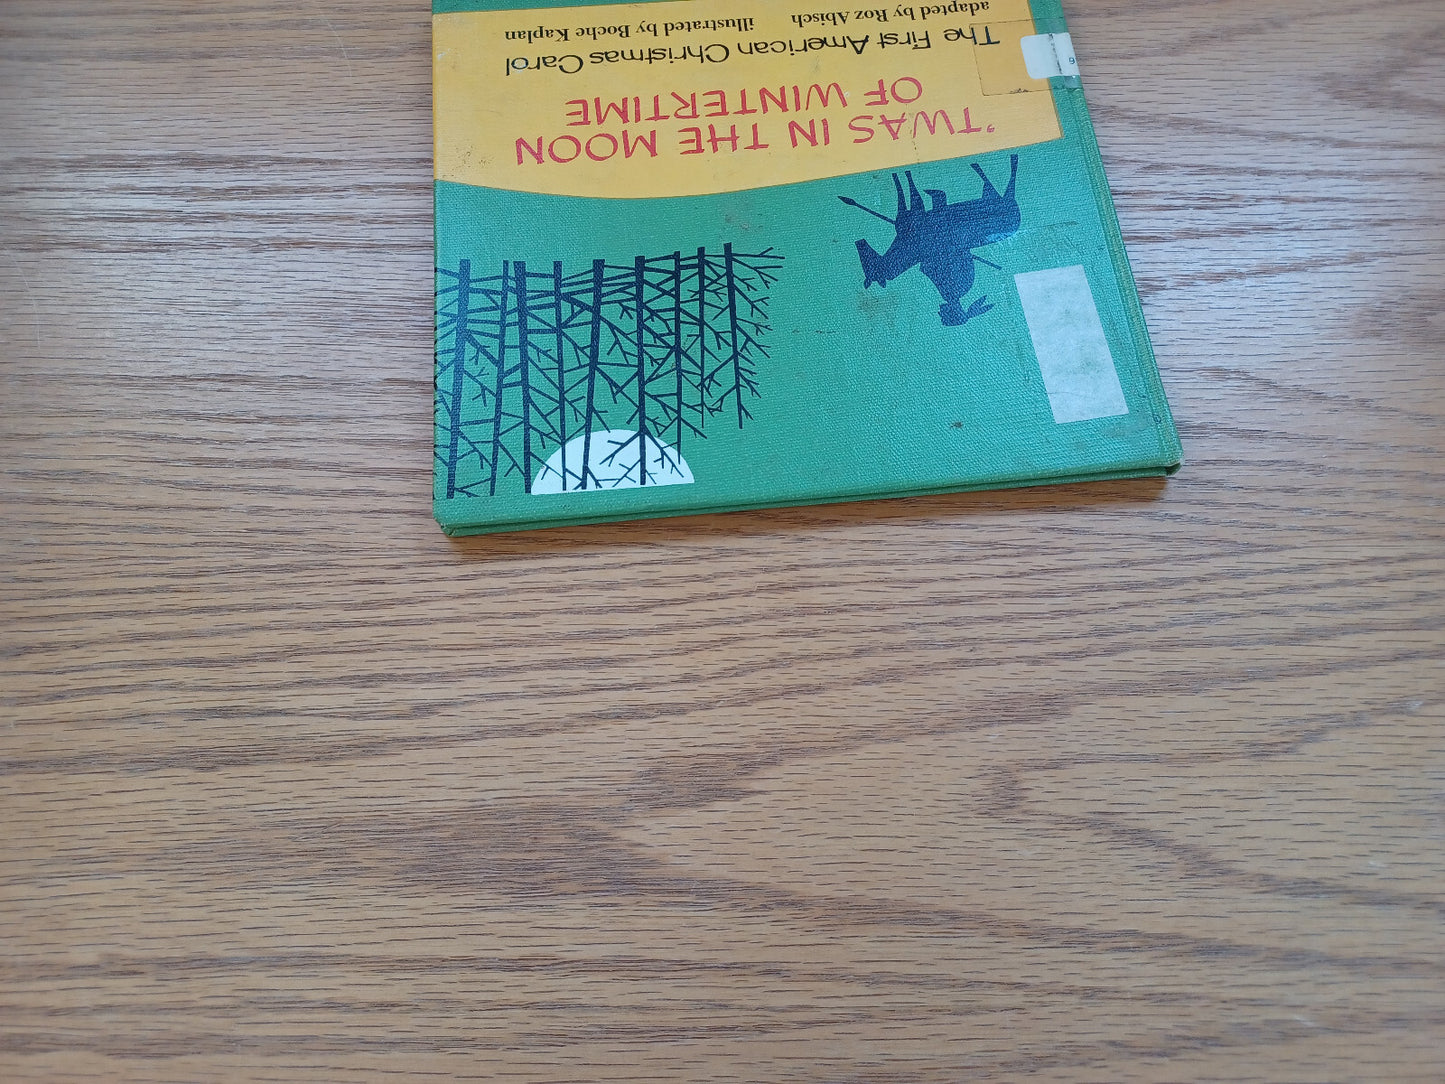 'TWAS IN THE MOON
OF WINTERTIME
The First American Christmas Carol
adapted by Roz Abisch illustrated by Boche Kaplan
9